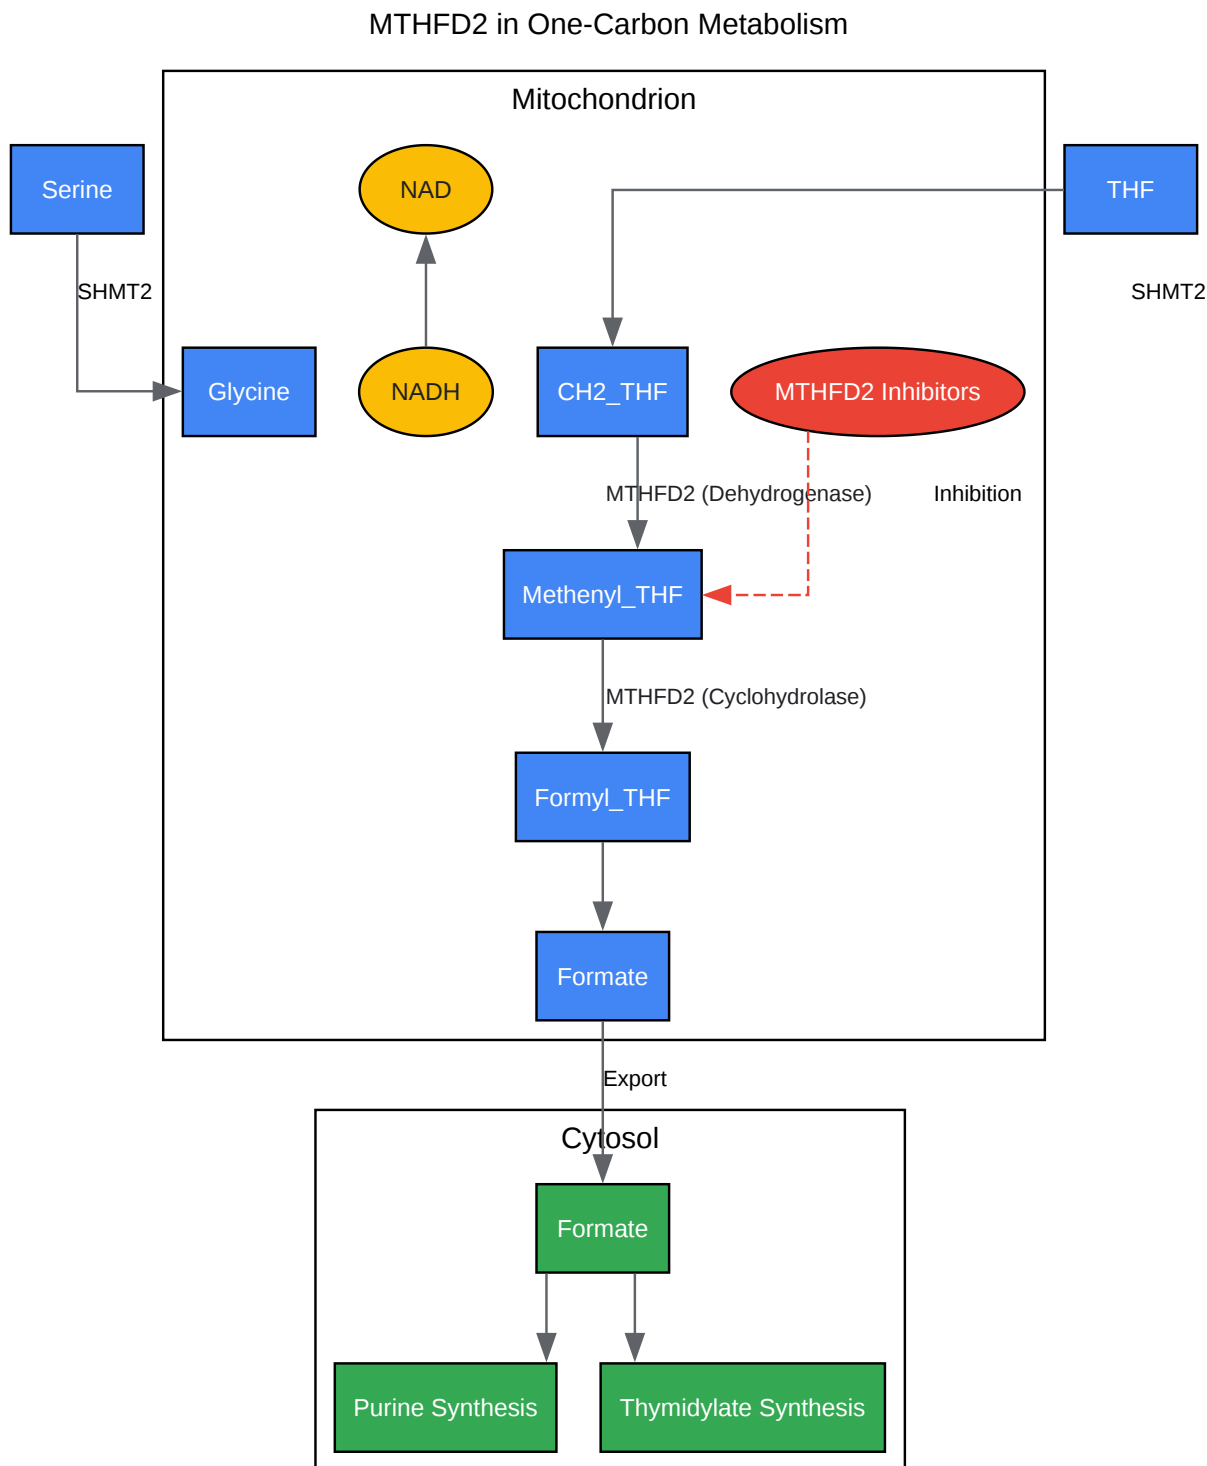 MTHFD2 in One-Carbon Metabolism
Mitochondrion
Serine
NAD
THF
SHMT2
SHMT2
Glycine
NADH
CH2_THF
MTHFD2 Inhibitors
MTHFD2 (Dehydrogenase)
Inhibition
Methenyl_THF
MTHFD2 (Cyclohydrolase)
Formyl_THF
Formate
Export
Cytosol
Formate
Purine Synthesis
Thymidylate Synthesis